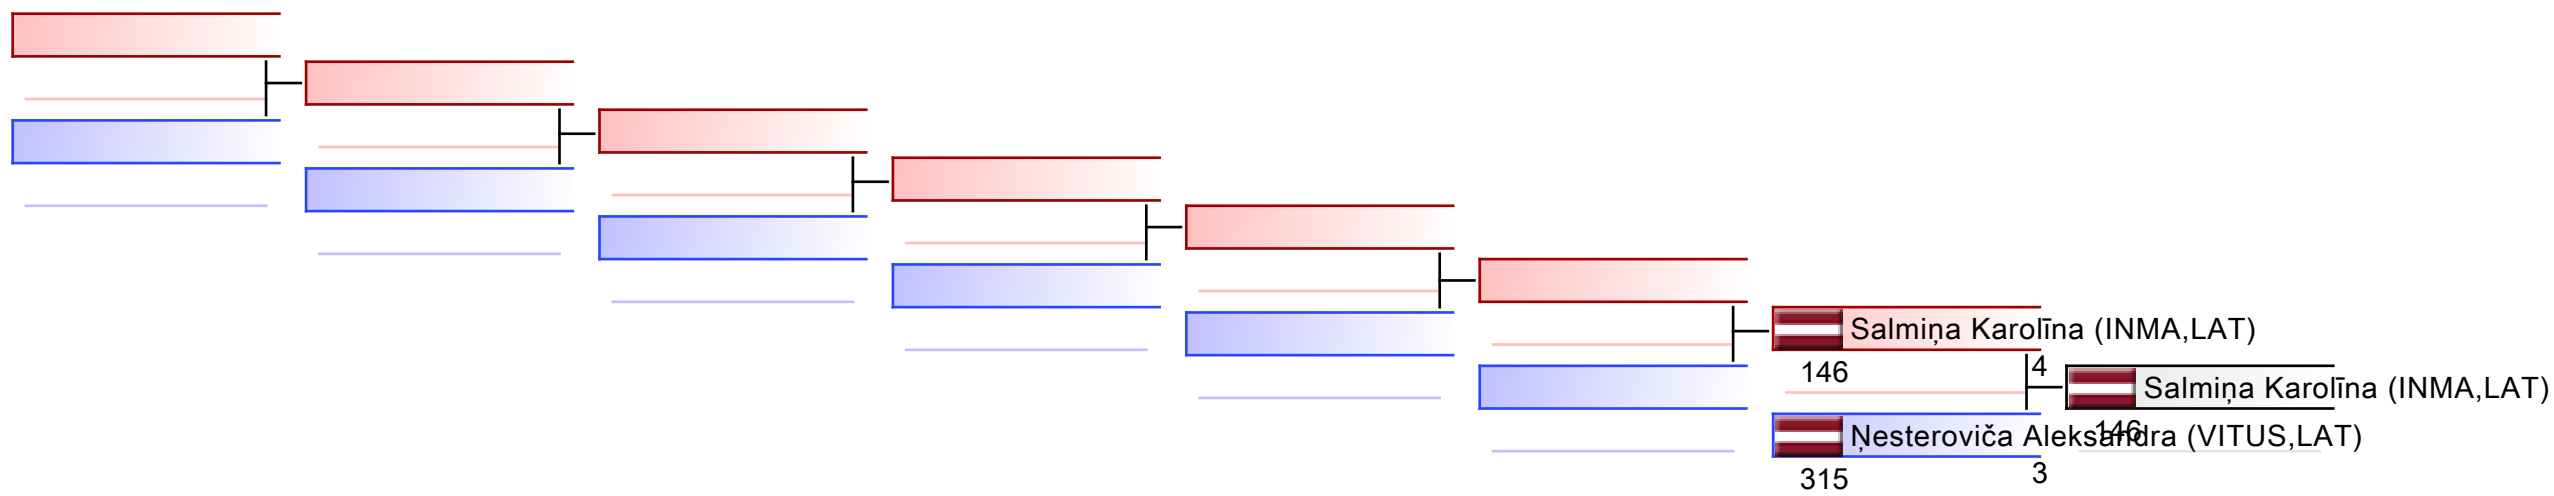 Salmiņa Karolīna (INMA,LAT)
146
4
Salmiņa Karolīna (INMA,LAT)
146
Ņesteroviča Aleksandra (VITUS,LAT)
315
3